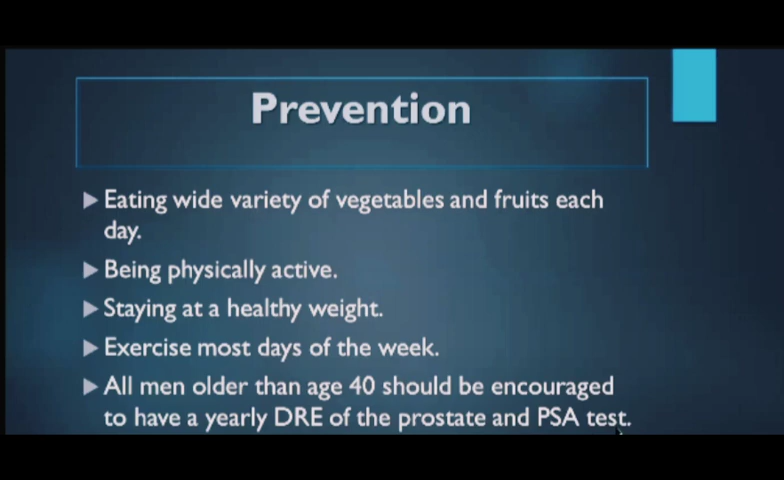 Prevention
Eating wide variety of vegetables and fruits each
day.
Being physically active.
Staying at a healthy weight.
Exercise most days of the week.
All men older than age 40 should be encouraged
to have a yearly DRE of the prostate and PSA test.